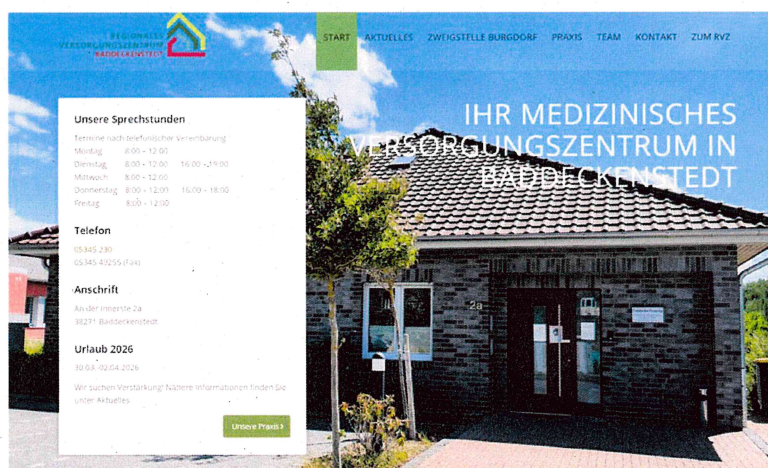 REGIONALES
VERSORGUNGSZENTRUM
BADDECKENSTEDT
START AKTUELLES ZWEIGSTELLE BURGDORF PRAXIS TEAM KONTAKT ZUM RVZ
IHR MEDIZINISCHES
VERSORGUNGSZENTRUM IN
BADDECKENSTEDT
Unsere Sprechstunden
Termine nach telefonischer Vereinbarung
Montag 8:00 - 12:00
Dienstag 8:00 - 12:00 16:00 - 19:00
Mittwoch 8:00 - 12:00
Donnerstag 8:00 - 12:00 16:00 - 18:00
Freitag 8:00 - 12:00
Telefon
05345 230
05345 49255 (Fax)
Anschrift
An der Innerste 2a
38271 Baddeckenstedt
Urlaub 2026
30.03.-02.04.2026
Wir suchen Verstärkung! Nähere Informationen finden Sie
unter Aktuelles
Unsere Praxis
2a